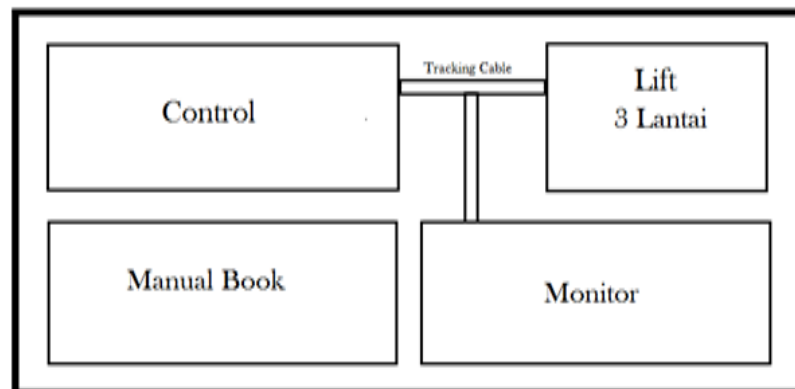 Control
Tracking Cable
Lift
3 Lantai
Manual Book
Monitor